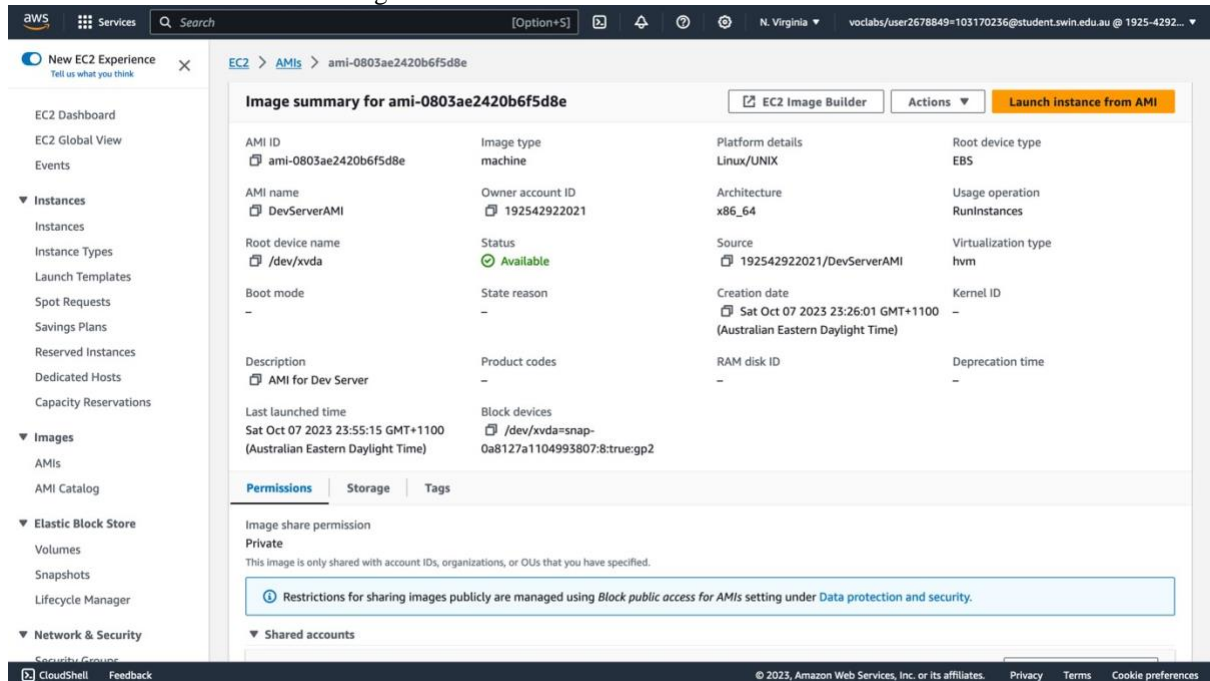 aws Services Search [Option+S] N. Virginia ▼ voclabs/user2678849=103170236@student.swin.edu.au @ 1925-4292... ▼
New EC2 Experience
Tell us what you think
EC2 Dashboard
EC2 Global View
Events
▼ Instances
Instances
Instance Types
Launch Templates
Spot Requests
Savings Plans
Reserved Instances
Dedicated Hosts
Capacity Reservations
▼ Images
AMIs
AMI Catalog
▼ Elastic Block Store
Volumes
Snapshots
Lifecycle Manager
▼ Network & Security
Security Groups
EC2 > AMIs > ami-0803ae2420b6f5d8e
Image summary for ami-0803ae2420b6f5d8e EC2 Image Builder Actions ▼ Launch instance from AMI
AMI ID Image type Platform details Root device type
ami-0803ae2420b6f5d8e machine Linux/UNIX EBS
AMI name Owner account ID Architecture Usage operation
DevServerAMI 192542922021 x86_64 RunInstances
Root device name Status Source Virtualization type
/dev/xvda Available 192542922021/DevServerAMI hvm
Boot mode State reason Creation date Kernel ID
– – Sat Oct 07 2023 23:26:01 GMT+1100 –
(Australian Eastern Daylight Time)
Description Product codes RAM disk ID Deprecation time
AMI for Dev Server – – –
Last launched time Block devices
Sat Oct 07 2023 23:55:15 GMT+1100 /dev/xvda=snap-
(Australian Eastern Daylight Time) 0a8127a1104993807:8:true:gp2
Permissions Storage Tags
Image share permission
Private
This image is only shared with account IDs, organizations, or OUs that you have specified.
Restrictions for sharing images publicly are managed using Block public access for AMIs setting under Data protection and security.
▼ Shared accounts
CloudShell Feedback © 2023, Amazon Web Services, Inc. or its affiliates. Privacy Terms Cookie preferences